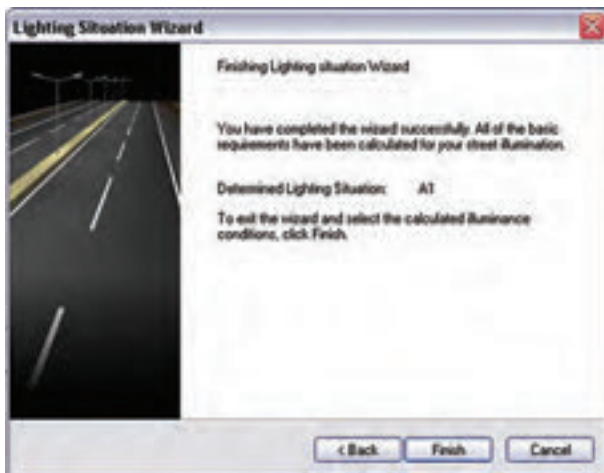 Lighting Situation Wizard
Finishing Lighting situation Wizard
You have completed the wizard successfully. All of the basic
requirements have been calculated for your street illumination.
Determined Lighting Situation: A1
To exit the wizard and select the calculated illuminance
conditions, click Finish.
< Back Finish Cancel